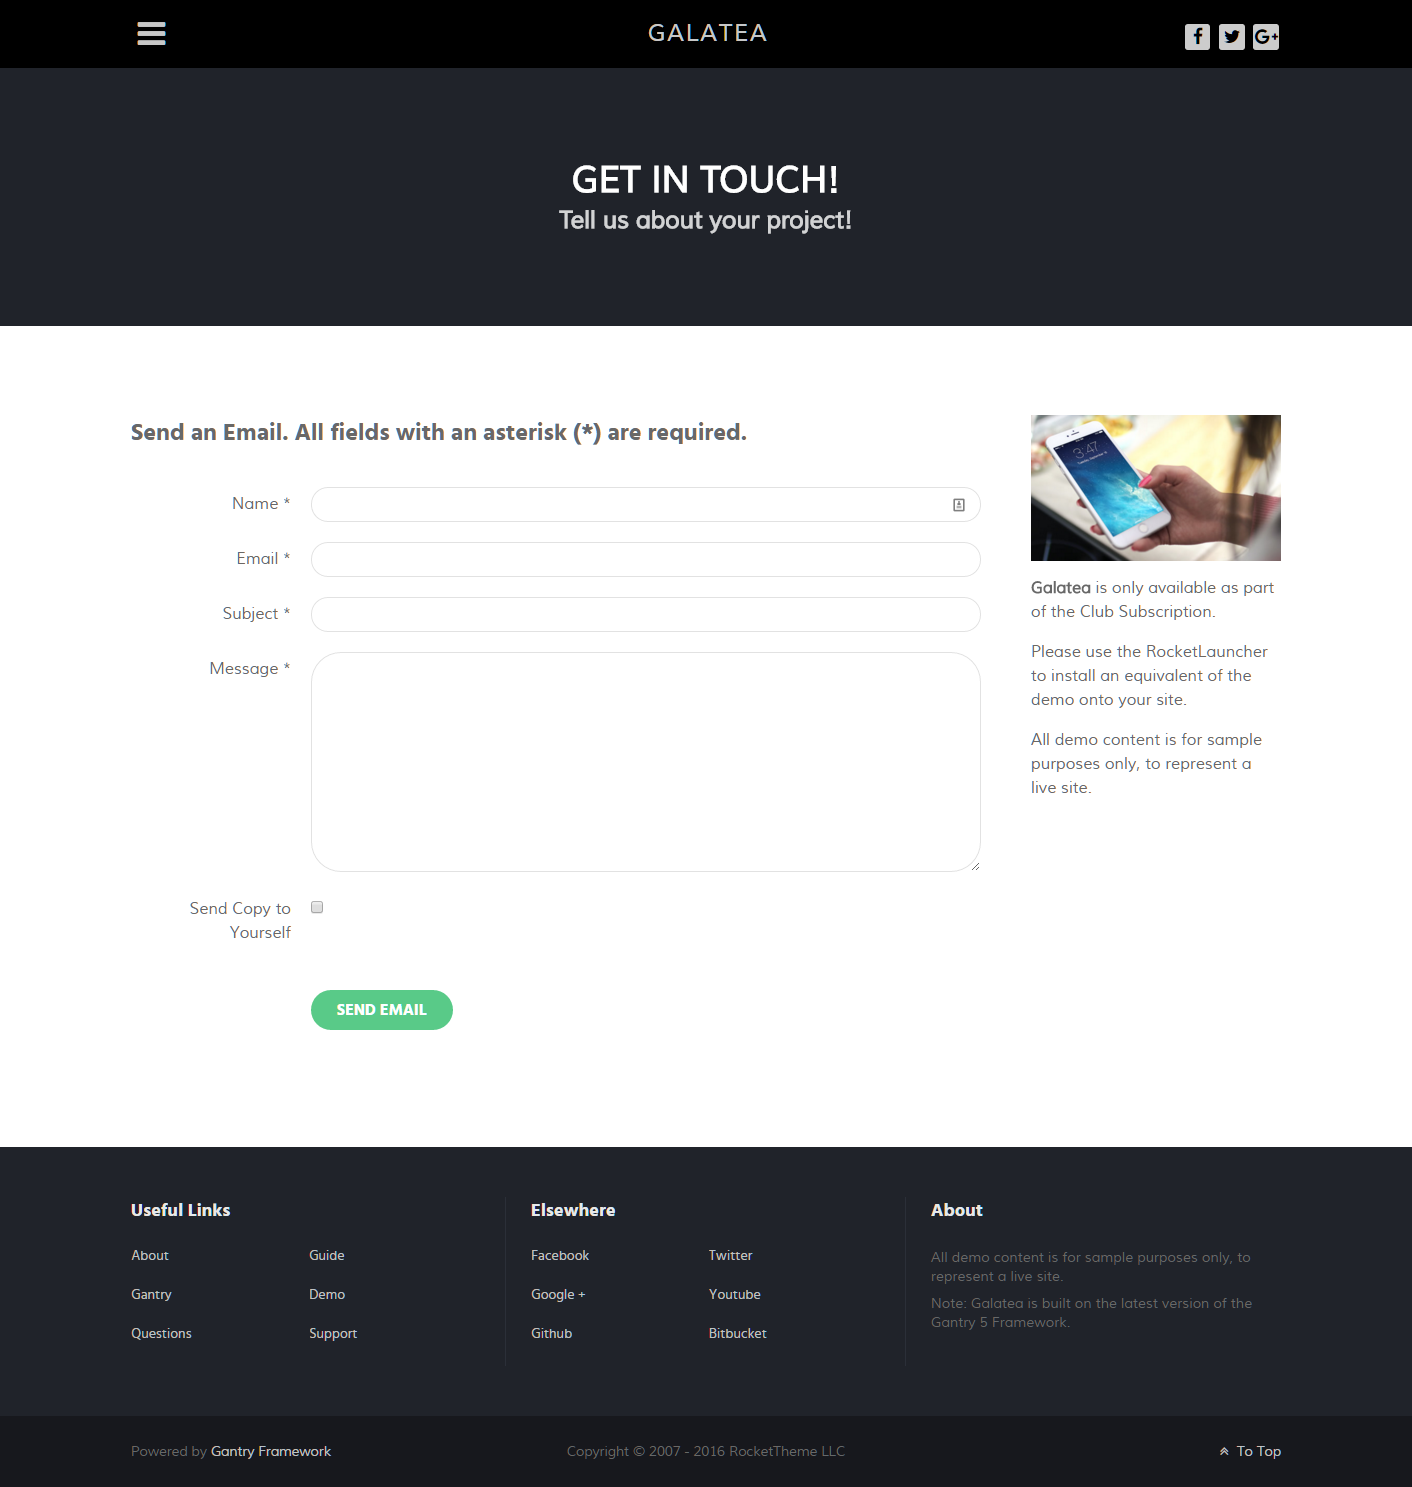 GALATEA
GET IN TOUCH!
Tell us about your project!
Send an Email. All fields with an asterisk (*) are required.
Name *
Email *
Subject *
Message *
Send Copy to
Yourself
SEND EMAIL
3:47
Galatea is only available as part
of the Club Subscription.
Please use the RocketLauncher
to install an equivalent of the
demo onto your site.
All demo content is for sample
purposes only, to represent a
live site.
Useful Links
About
Guide
Gantry
Demo
Questions
Support
Elsewhere
Facebook
Twitter
Google +
Youtube
Github
Bitbucket
About
All demo content is for sample purposes only, to
represent a live site.
Note: Galatea is built on the latest version of the
Gantry 5 Framework.
Powered by Gantry Framework
Copyright © 2007 - 2016 RocketTheme LLC
To Top